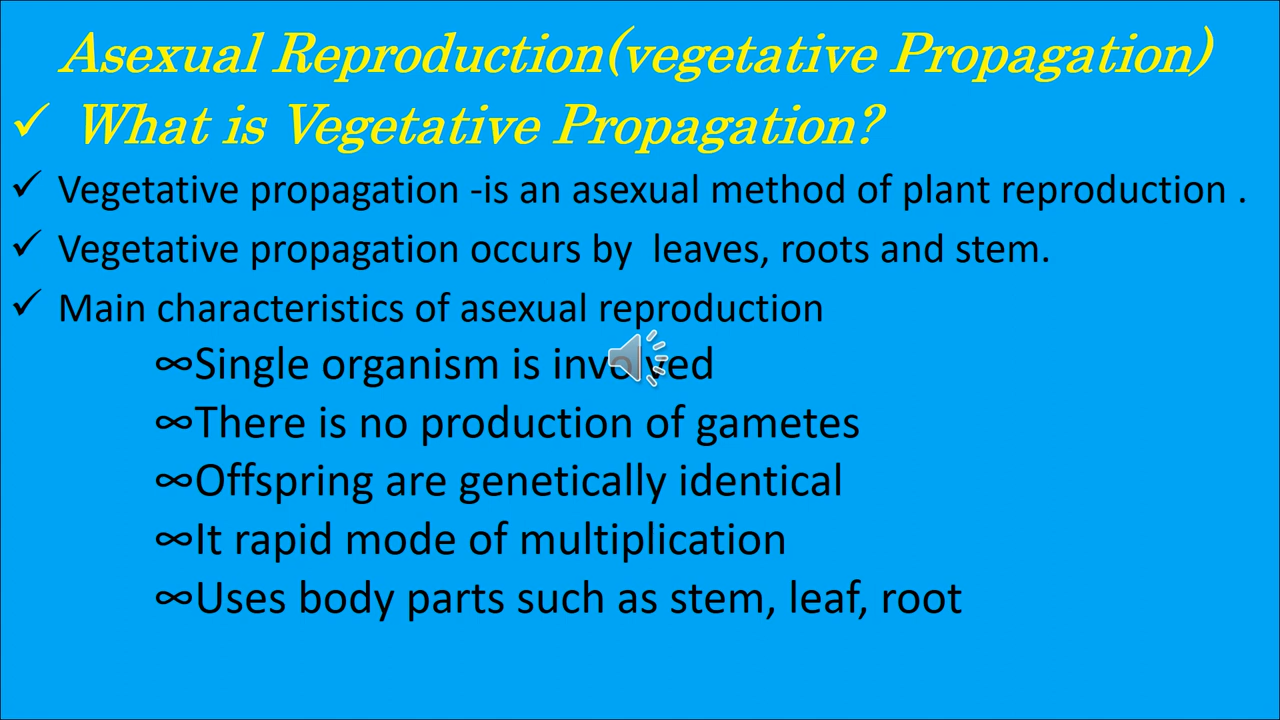 Asexual Reproduction(vegetative Propagation)
✓ What is Vegetative Propagation?
✓ Vegetative propagation -is an asexual method of plant reproduction .
✓ Vegetative propagation occurs by leaves, roots and stem.
✓ Main characteristics of asexual reproduction
∞Single organism is involved
∞There is no production of gametes
∞Offspring are genetically identical
∞It rapid mode of multiplication
∞Uses body parts such as stem, leaf, root